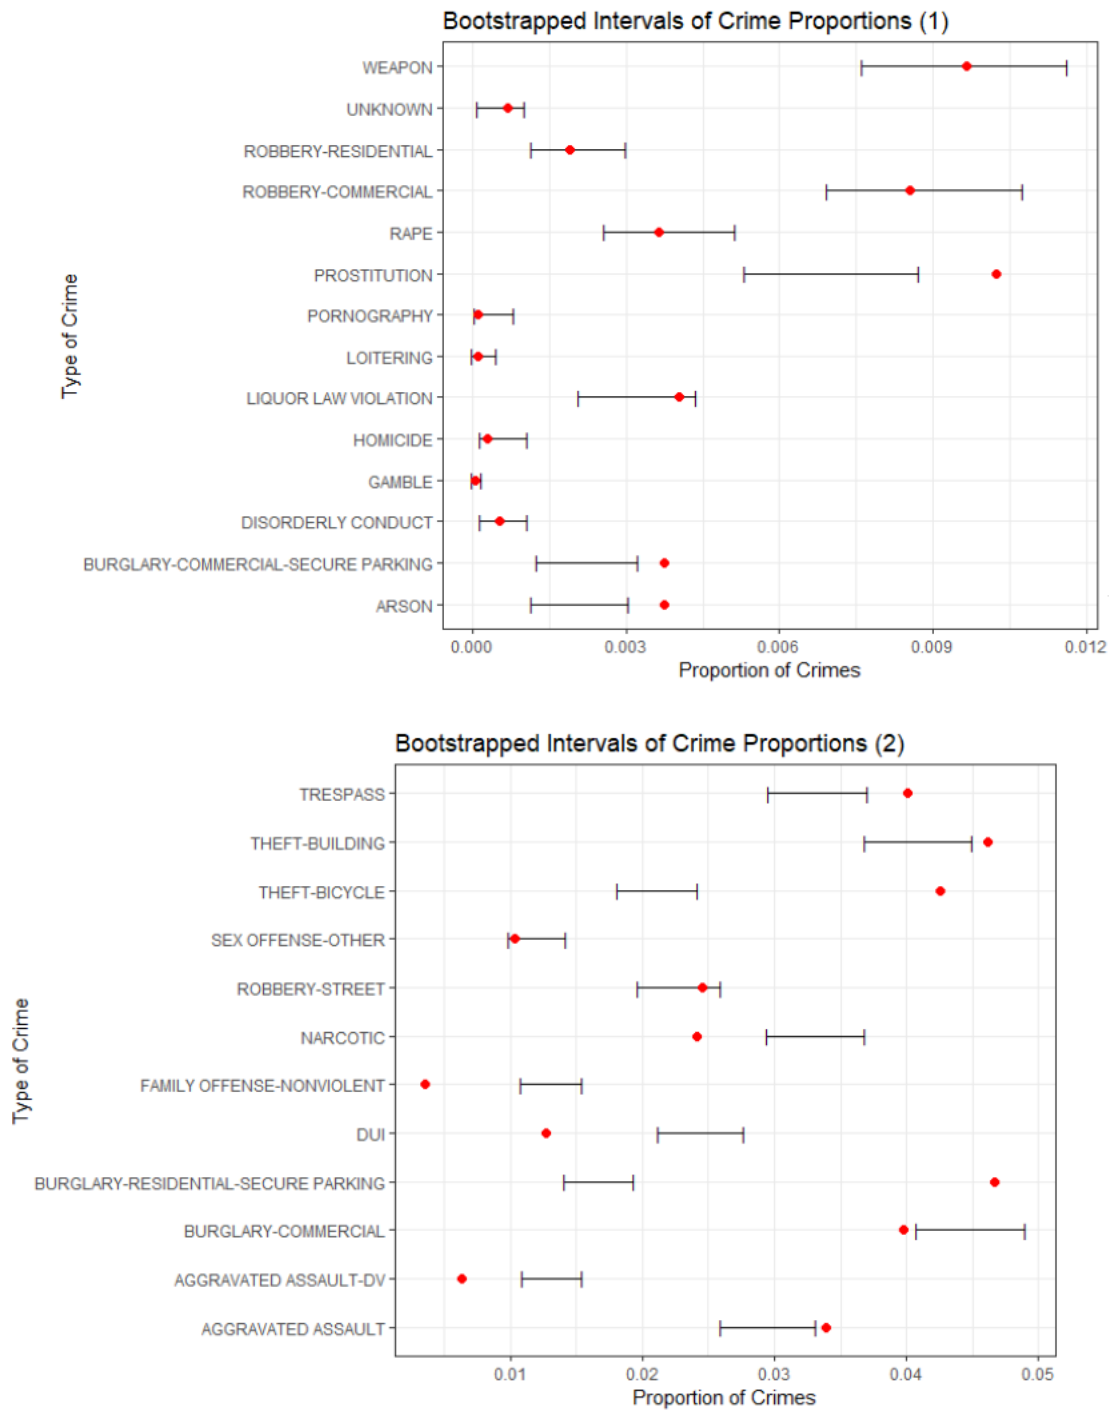 Bootstrapped Intervals of Crime Proportions (1)
Type of Crime
WEAPON
UNKNOWN
ROBBERY-RESIDENTIAL
ROBBERY-COMMERCIAL
RAPE
PROSTITUTION
PORNOGRAPHY
LOITERING
LIQUOR LAW VIOLATION
HOMICIDE
GAMBLE
DISORDERLY CONDUCT
BURGLARY-COMMERCIAL-SECURE PARKING
ARSON
0.000 0.003 0.006 0.009 0.012
Proportion of Crimes
Bootstrapped Intervals of Crime Proportions (2)
Type of Crime
TRESPASS
THEFT-BUILDING
THEFT-BICYCLE
SEX OFFENSE-OTHER
ROBBERY-STREET
NARCOTIC
FAMILY OFFENSE-NONVIOLENT
DUI
BURGLARY-RESIDENTIAL-SECURE PARKING
BURGLARY-COMMERCIAL
AGGRAVATED ASSAULT-DV
AGGRAVATED ASSAULT
0.01 0.02 0.03 0.04 0.05
Proportion of Crimes